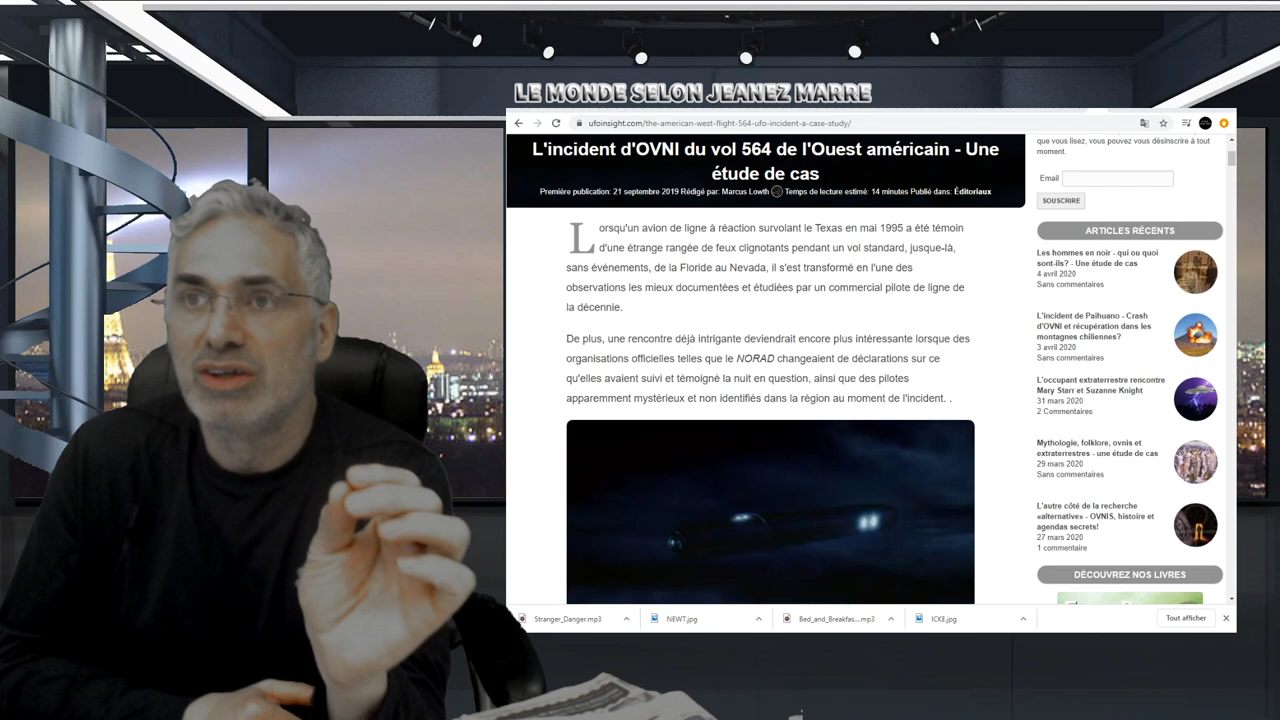 LE MONDE SELON JEANEZ MARRE
ufoinsight.com/the-american-west-flight-564-ufo-incident-a-case-study/
L'incident d'OVNI du vol 564 de l'Ouest américain - Une
étude de cas
Première publication: 21 septembre 2019 Rédigé par: Marcus Lowth Temps de lecture estimé: 14 minutes Publié dans: Éditoriaux
Lorsqu'un avion de ligne à réaction survolant le Texas en mai 1995 a été témoin
d'une étrange rangée de feux clignotants pendant un vol standard, jusque-là,
sans événements, de la Floride au Nevada, il s'est transformé en l'une des
observations les mieux documentées et étudiées par un commercial pilote de ligne de
la décennie.
De plus, une rencontre déjà intrigante deviendrait encore plus intéressante lorsque des
organisations officielles telles que le NORAD changeaient de déclarations sur ce
qu'elles avaient suivi et témoigné la nuit en question, ainsi que des pilotes
apparemment mystérieux et non identifiés dans la région au moment de l'incident. .
que vous lisez, vous pouvez vous désinscrire à tout
moment.
Email
SOUSCRIRE
ARTICLES RÉCENTS
Les hommes en noir - qui ou quoi
sont-ils? - Une étude de cas
4 avril 2020
Sans commentaires
L'incident de Paihuano - Crash
d'OVNI et récupération dans les
montagnes chiliennes?
3 avril 2020
Sans commentaires
L'occupant extraterrestre rencontre
Mary Starr et Suzanne Knight
31 mars 2020
2 Commentaires
Mythologie, folklore, ovnis et
extraterrestres - une étude de cas
29 mars 2020
Sans commentaires
L'autre côté de la recherche
«alternative» - OVNIS, histoire et
agendas secrets!
27 mars 2020
1 commentaire
DÉCOUVREZ NOS LIVRES
Stranger_Danger.mp3
NEWT.jpg
Bed_and_Breakfas....mp3
ICKE.jpg
Tout afficher